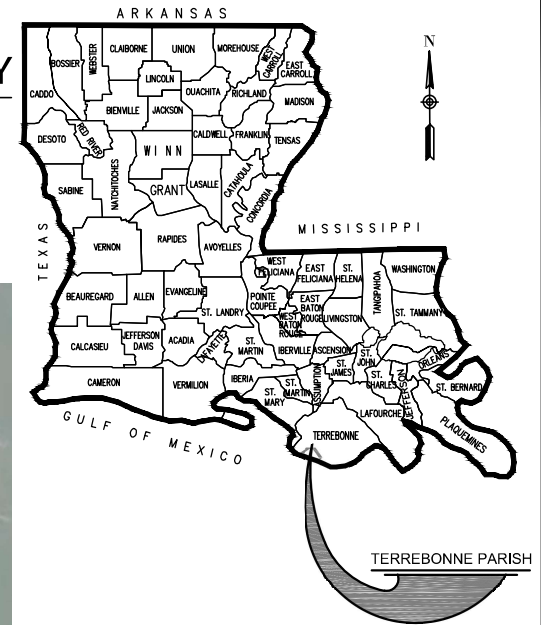 ARKANSAS
Y
N
CLAIBORNE
UNION
MOREHOUSE
WEST CARROLL
EAST CARROLL
BOSSIER
WEBSTER
LINCOLN
CADDO
OUACHITA
RICHLAND
MADISON
BIENVILLE
JACKSON
DESOTO
RED RIVER
CALDWELL
FRANKLIN
TENSAS
WINN
NATCHITOCHES
SABINE
GRANT
LASALLE
CATAHOULA
CONCORDIA
TEXAS
MISSISSIPPI
VERNON
RAPIDES
AVOYELLES
WEST FELICIANA
EAST FELICIANA
ST. HELENA
TANGIPAHOA
WASHINGTON
BEAUREGARD
ALLEN
EVANGELINE
POINTE COUPEE
EAST BATON ROUGE
ST. LANDRY
WEST BATON ROUGE
LIVINGSTON
ST. TAMMANY
CALCASIEU
JEFFERSON DAVIS
ACADIA
LAFAYETTE
ST. MARTIN
IBERVILLE
ASCENSION
ST. JOHN
ORLEANS
ST. JAMES
CAMERON
VERMILION
IBERIA
ST. MARTIN
ASSUMPTION
ST. CHARLES
JEFFERSON
ST. BERNARD
ST. MARY
LAFOURCHE
PLAQUEMINES
TERREBONNE
GULF OF MEXICO
TERREBONNE PARISH